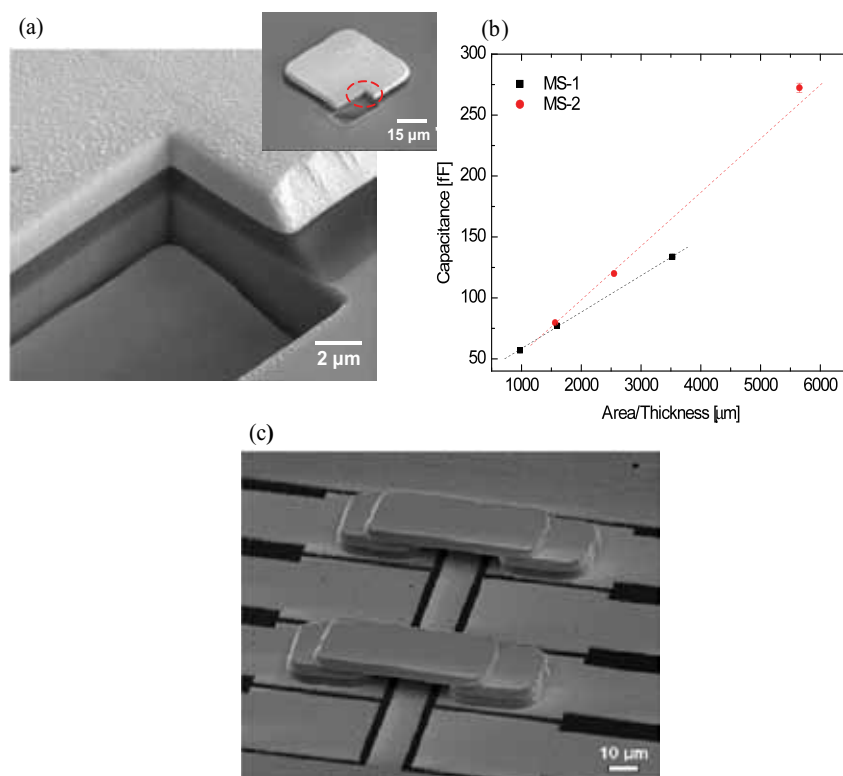 (a)
15 µm
2 µm
(b)
300
250
200
150
100
50
Capacitance [fF]
MS-1
MS-2
1000 2000 3000 4000 5000 6000
Area/Thickness [µm]
(c)
10 µm